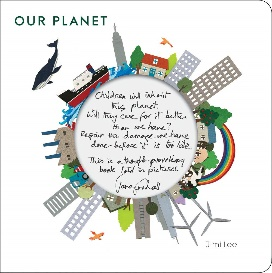 OUR PLANET
Children will inherit
this planet.
Will they care for it better
than we have?
Repair the damage we have
done - before it is too late.
This is a thought-provoking
book told in pictures.
Jane Goodall